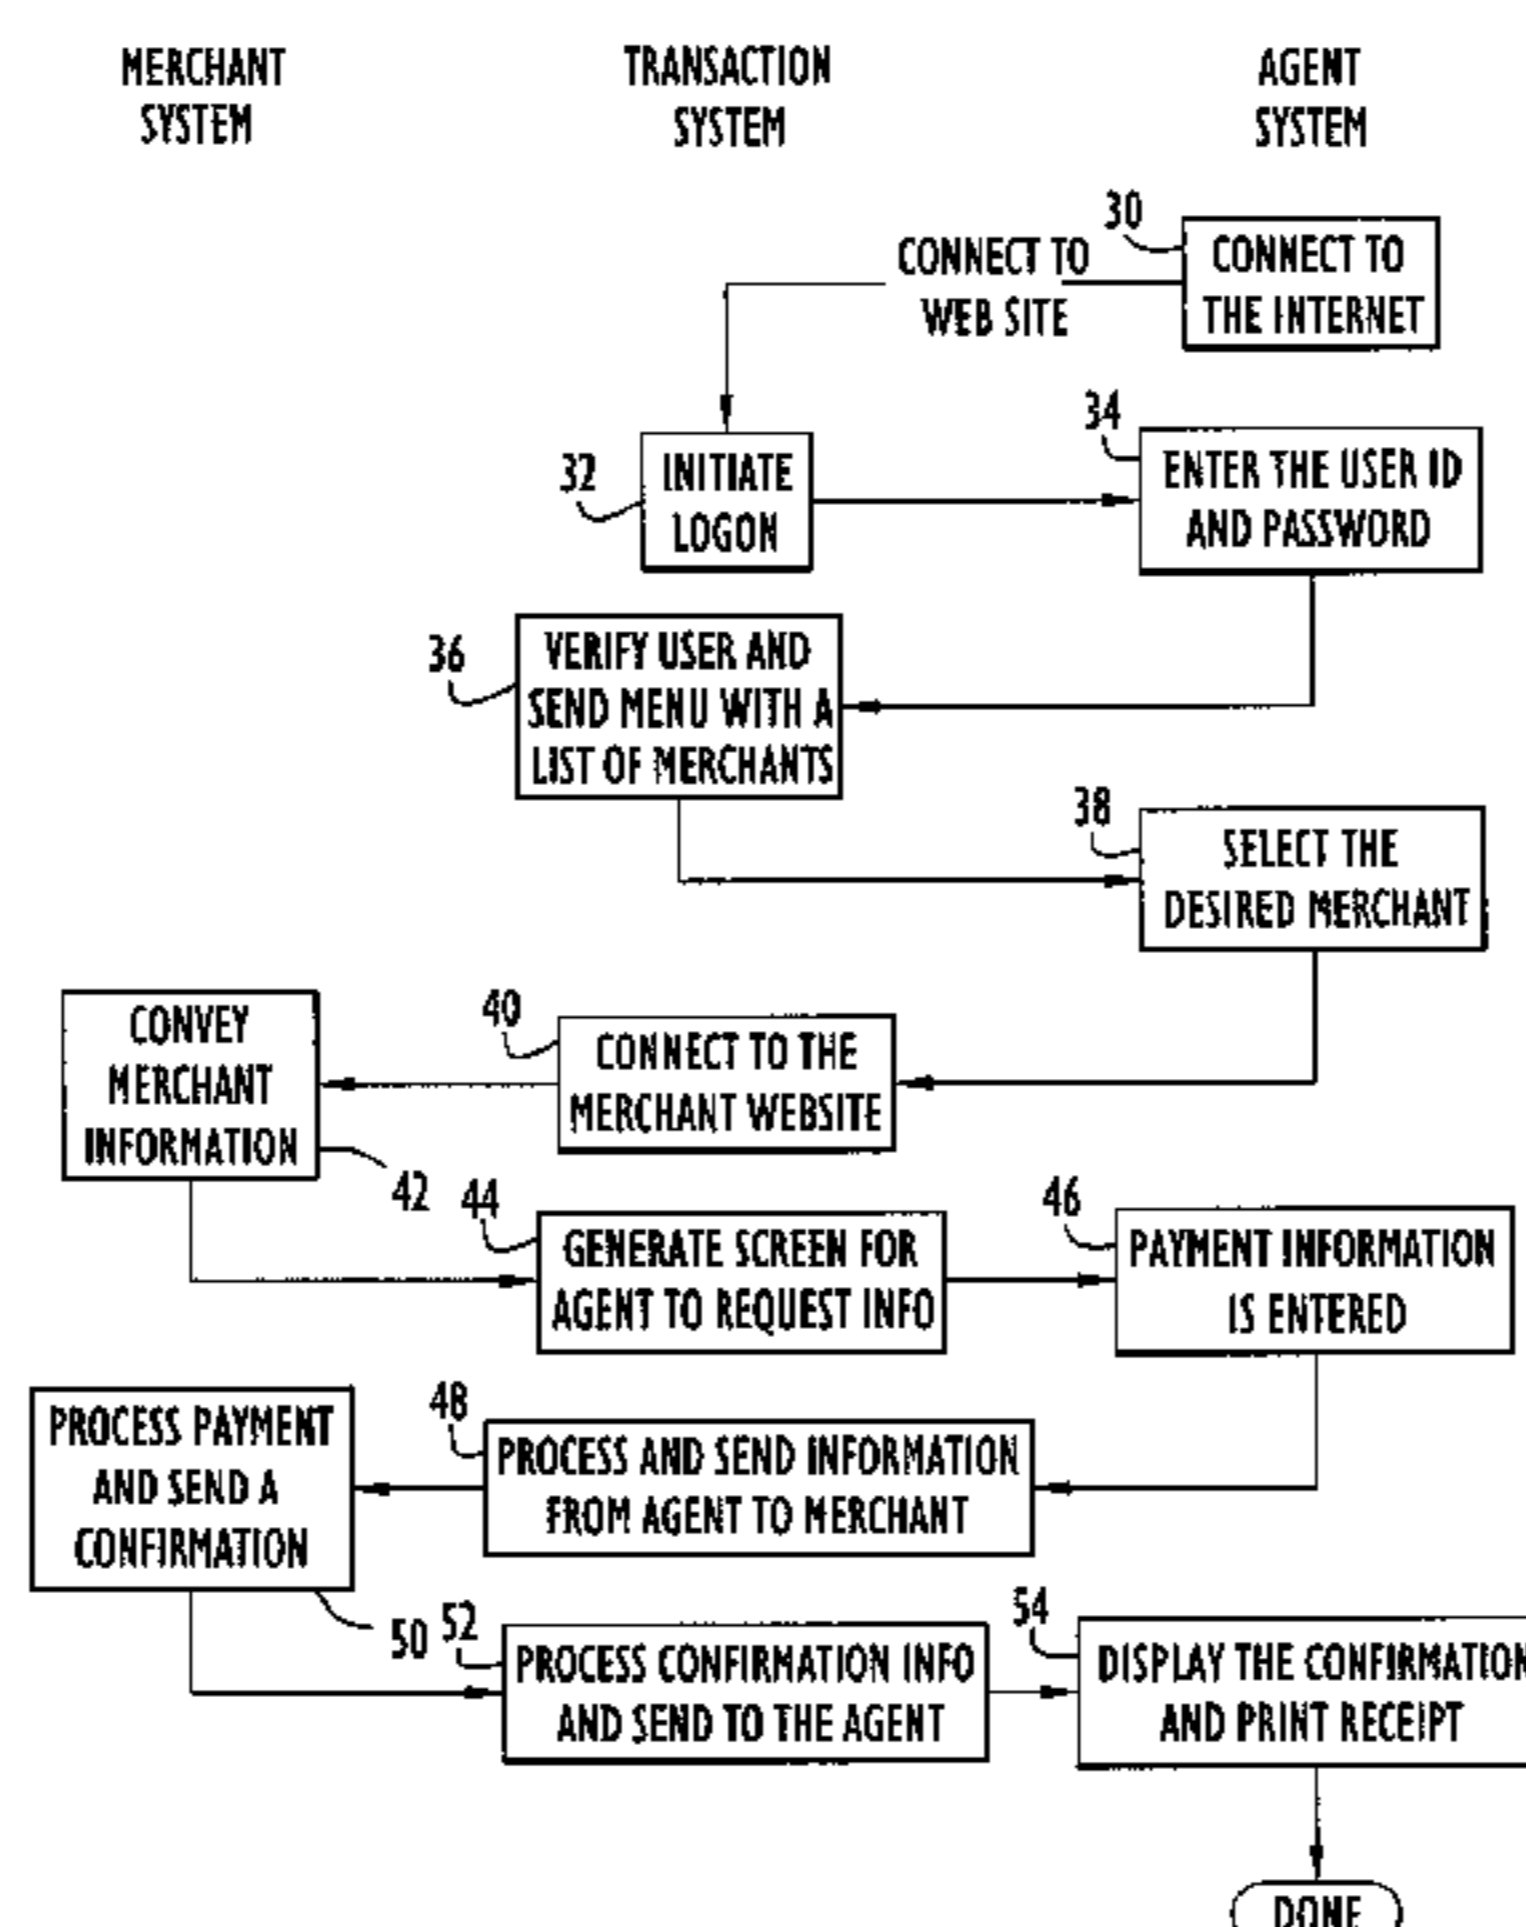 MERCHANT
SYSTEM
TRANSACTION
SYSTEM
AGENT
SYSTEM
30
CONNECT TO
THE INTERNET
CONNECT TO
WEB SITE
32
INITIATE
LOGON
34
ENTER THE USER ID
AND PASSWORD
36
VERIFY USER AND
SEND MENU WITH A
LIST OF MERCHANTS
38
SELECT THE
DESIRED MERCHANT
40
CONNECT TO THE
MERCHANT WEBSITE
CONVEY
MERCHANT
INFORMATION
42
44
GENERATE SCREEN FOR
AGENT TO REQUEST INFO
46
PAYMENT INFORMATION
IS ENTERED
48
PROCESS AND SEND INFORMATION
FROM AGENT TO MERCHANT
PROCESS PAYMENT
AND SEND A
CONFIRMATION
50
52
PROCESS CONFIRMATION INFO
AND SEND TO THE AGENT
54
DISPLAY THE CONFIRMATION
AND PRINT RECEIPT
DONE